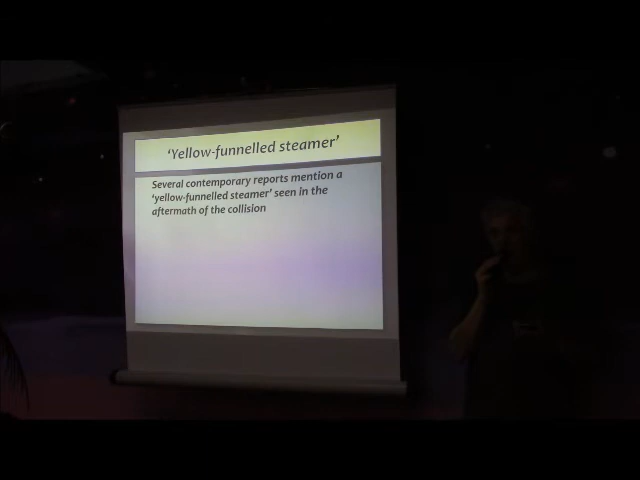 'Yellow-funnelled steamer'
Several contemporary reports mention a
'yellow-funnelled steamer' seen in the
aftermath of the collision